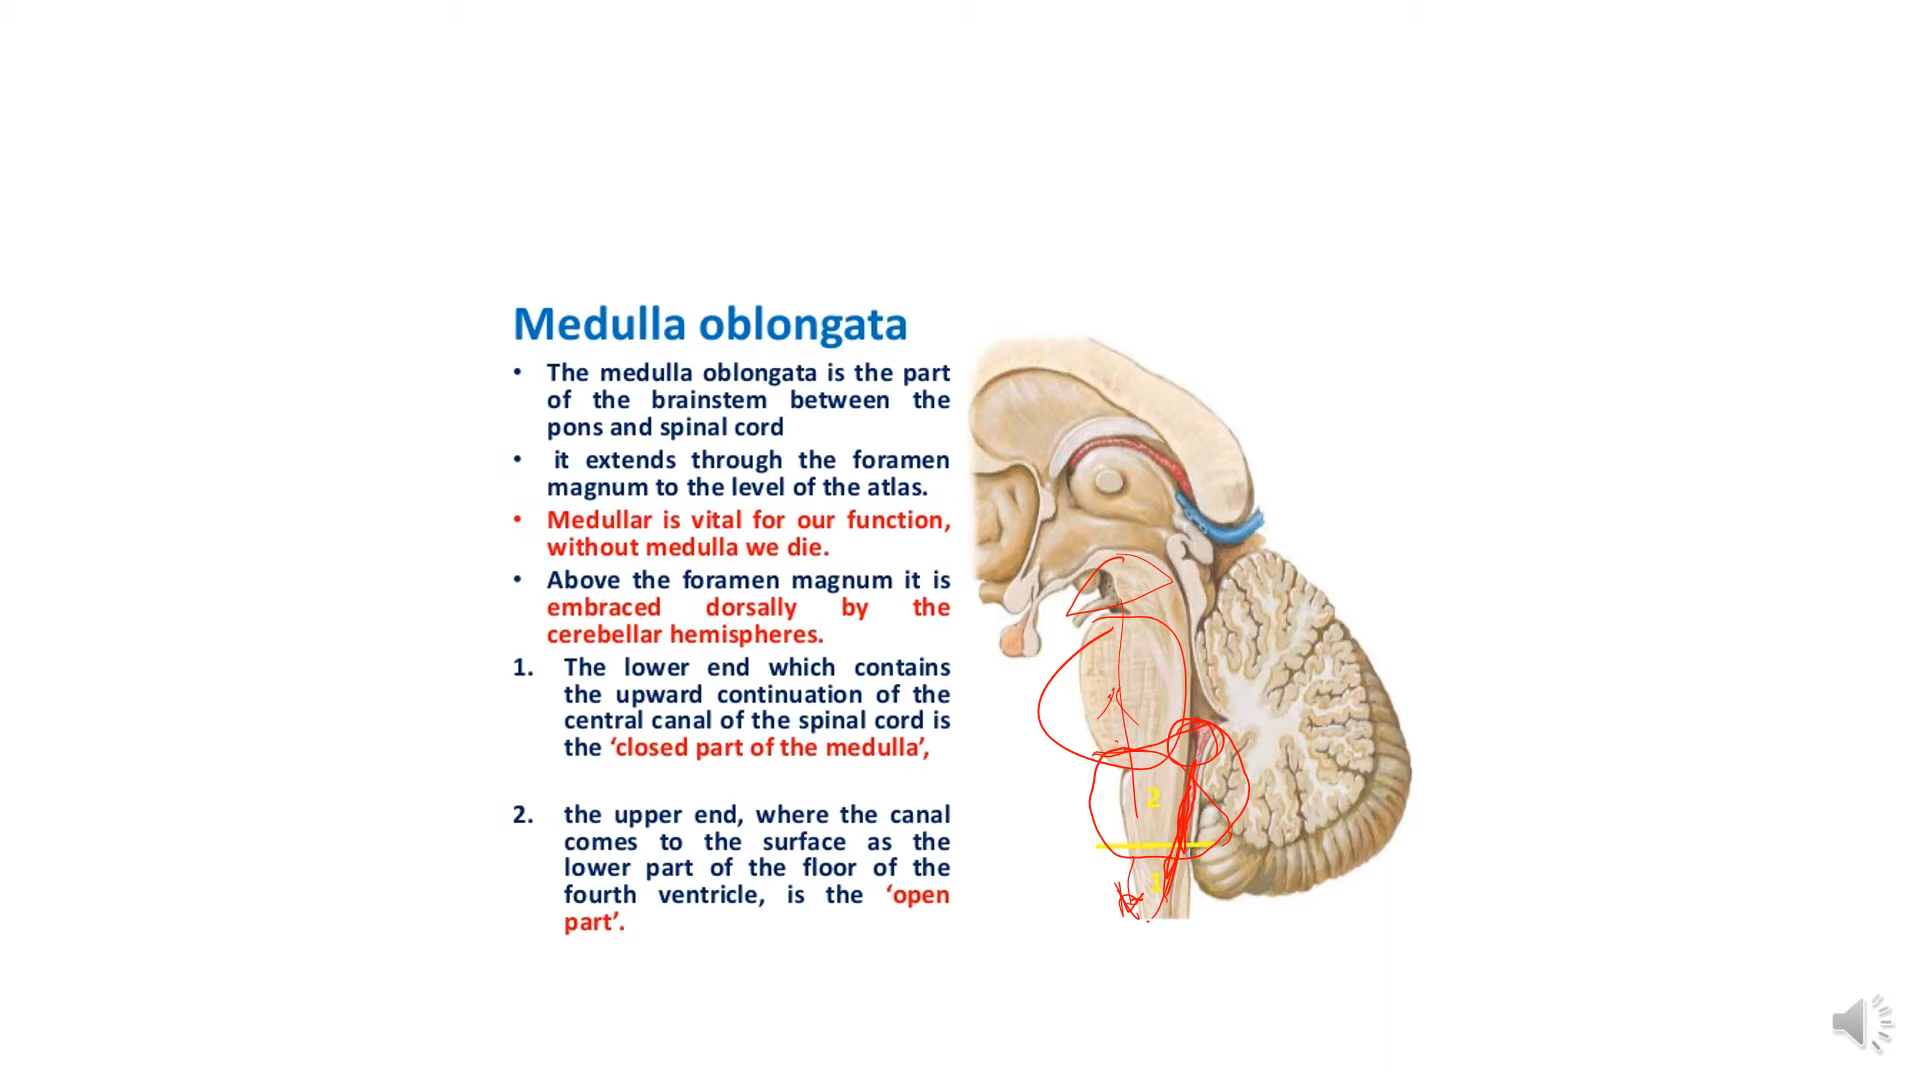 Medulla oblongata
• The medulla oblongata is the part
of the brainstem between the
pons and spinal cord
• it extends through the foramen
magnum to the level of the atlas.
• Medullar is vital for our function,
without medulla we die.
• Above the foramen magnum it is
embraced dorsally by the
cerebellar hemispheres.
1. The lower end which contains
the upward continuation of the
central canal of the spinal cord is
the ‘closed part of the medulla’,
2. the upper end, where the canal
comes to the surface as the
lower part of the floor of the
fourth ventricle, is the ‘open
part’.
2
1